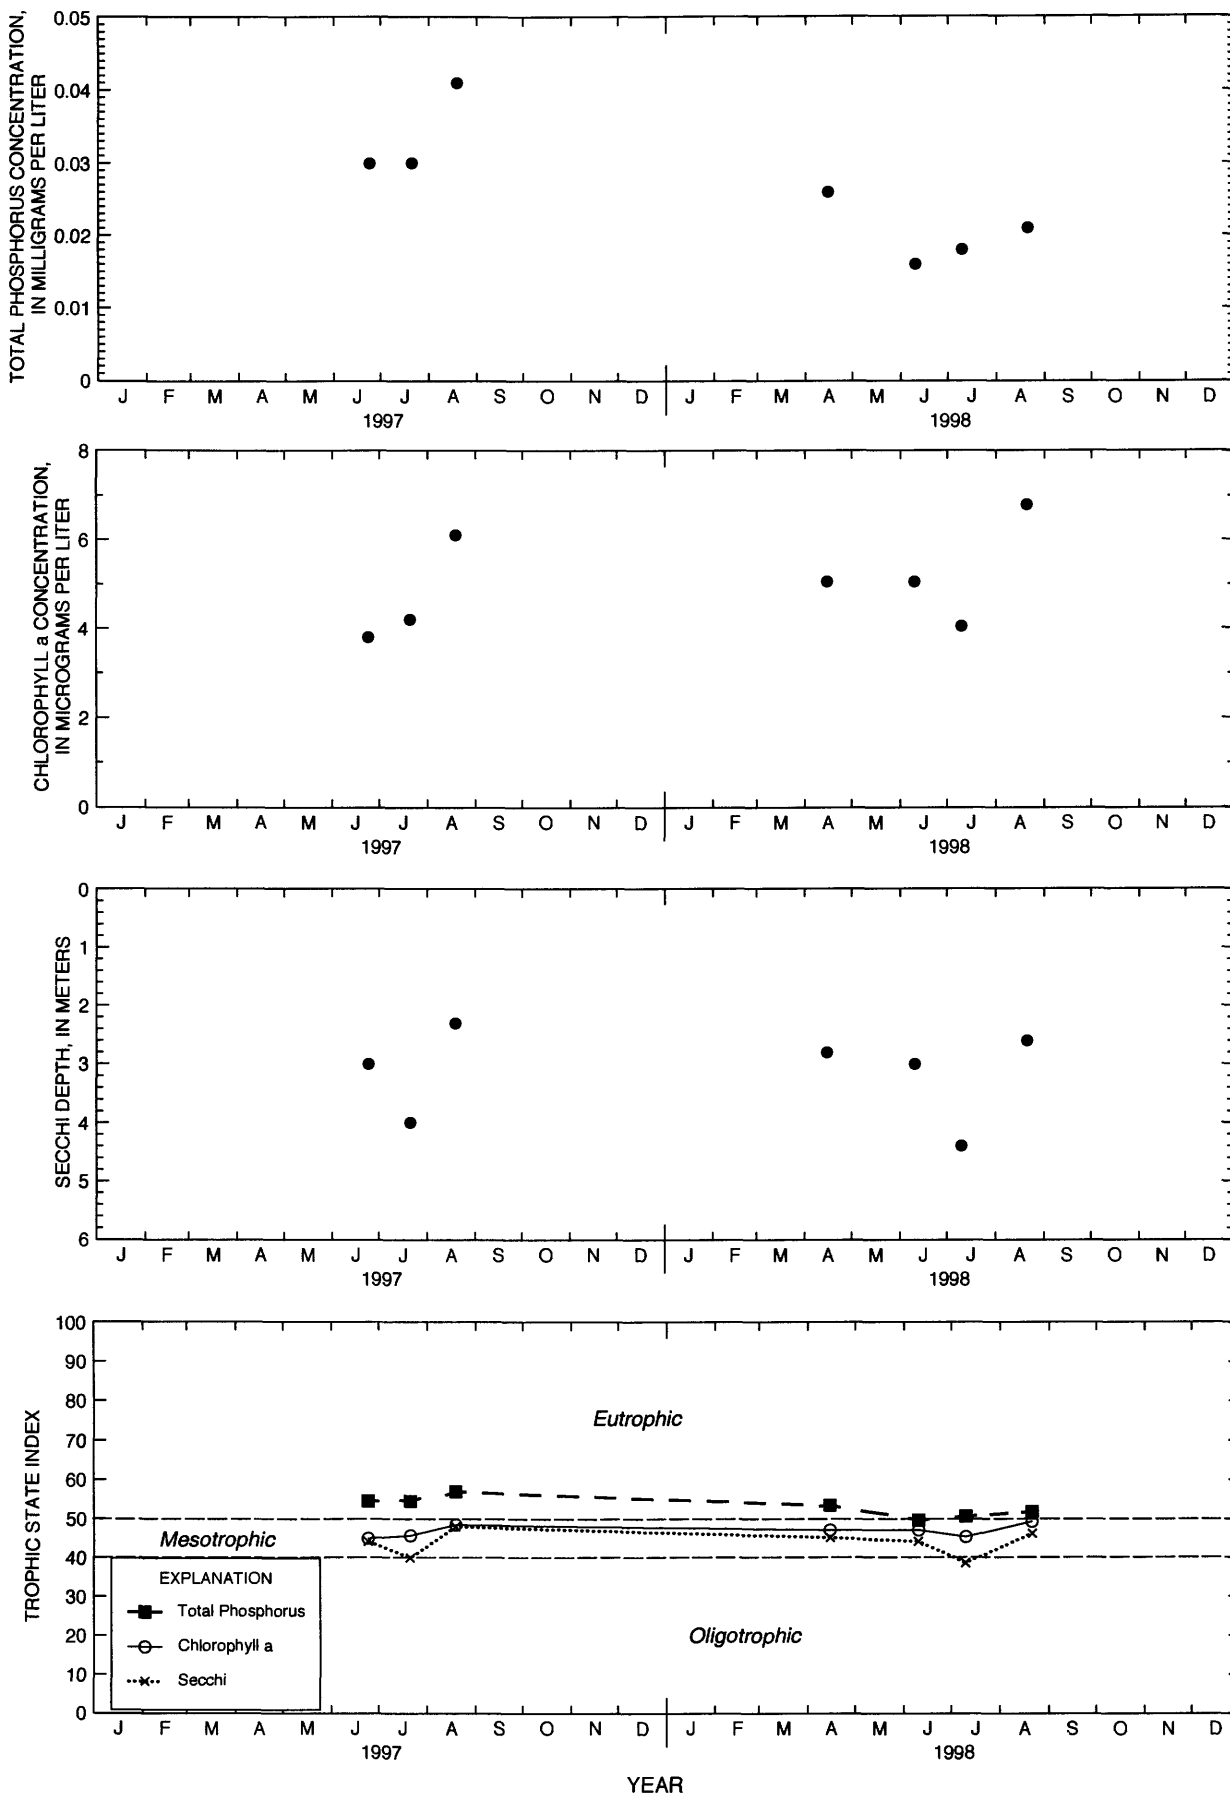 TOTAL PHOSPHORUS CONCENTRATION,
IN MILLIGRAMS PER LITER
0.05
0.04
0.03
0.02
0.01
0
J F M A M J J A S O N D J F M A M J J A S O N D
1997 1998
CHLOROPHYLL a CONCENTRATION,
IN MICROGRAMS PER LITER
8
6
4
2
0
J F M A M J J A S O N D J F M A M J J A S O N D
1997 1998
SECCHI DEPTH, IN METERS
0
1
2
3
4
5
6
J F M A M J J A S O N D J F M A M J J A S O N D
1997 1998
TROPHIC STATE INDEX
100
90
80
70
60
50
40
30
20
10
0
Eutrophic
Mesotrophic
Oligotrophic
EXPLANATION
Total Phosphorus
Chlorophyll a
Secchi
J F M A M J J A S O N D J F M A M J J A S O N D
1997 1998
YEAR